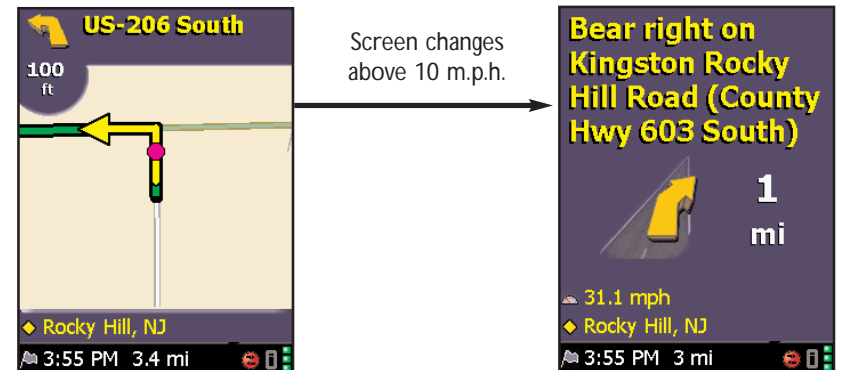 US-206 South
100
ft
Rocky Hill, NJ
3:55 PM 3.4 mi
Screen changes
above 10 m.p.h.
Bear right on
Kingston Rocky
Hill Road (County
Hwy 603 South)
1
mi
31.1 mph
Rocky Hill, NJ
3:55 PM 3 mi